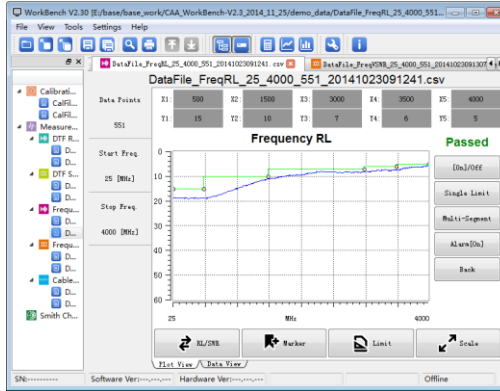 WorkBench V2.30 [E:/base/base_work/CAA_WorkBench-V2.3_2014_11_25/demo_data/DataFile_FreqRL_25_4000_551_...
File View Tools Settings Help
DataFile_FreqRL_25_4000_551_20141023091241.csv
DataFile_FreqVSWR_25_4000_551_20141023091
DataFile_FreqRL_25_4000_551_20141023091241.csv
Calibrati...
CalFil...
CalFil...
Measure...
DTF R...
D...
D...
DTF S...
D...
D...
Frequ...
D...
D...
Frequ...
D...
D...
Cable...
D...
D...
Smith Ch...
Data Points
551
Start Freq.
25 [MHz]
Stop Freq.
4000 [MHz]
X1: 500 X2: 1500 X3: 3000 X4: 3500 X5: 4000
Y1: 15 Y2: 10 Y3: 7 Y4: 6 Y5: 5
Frequency RL
Passed
0
10
20
30
40
50
60
25 MHz 4000
[On]/Off
Single Limit
Multi-Segment
Alarm[On]
Back
RL/SWR Marker Limit Scale
Plot View Data View
SN:---------- Software Ver:---.---.--- Hardware Ver:---.---.--- Offline